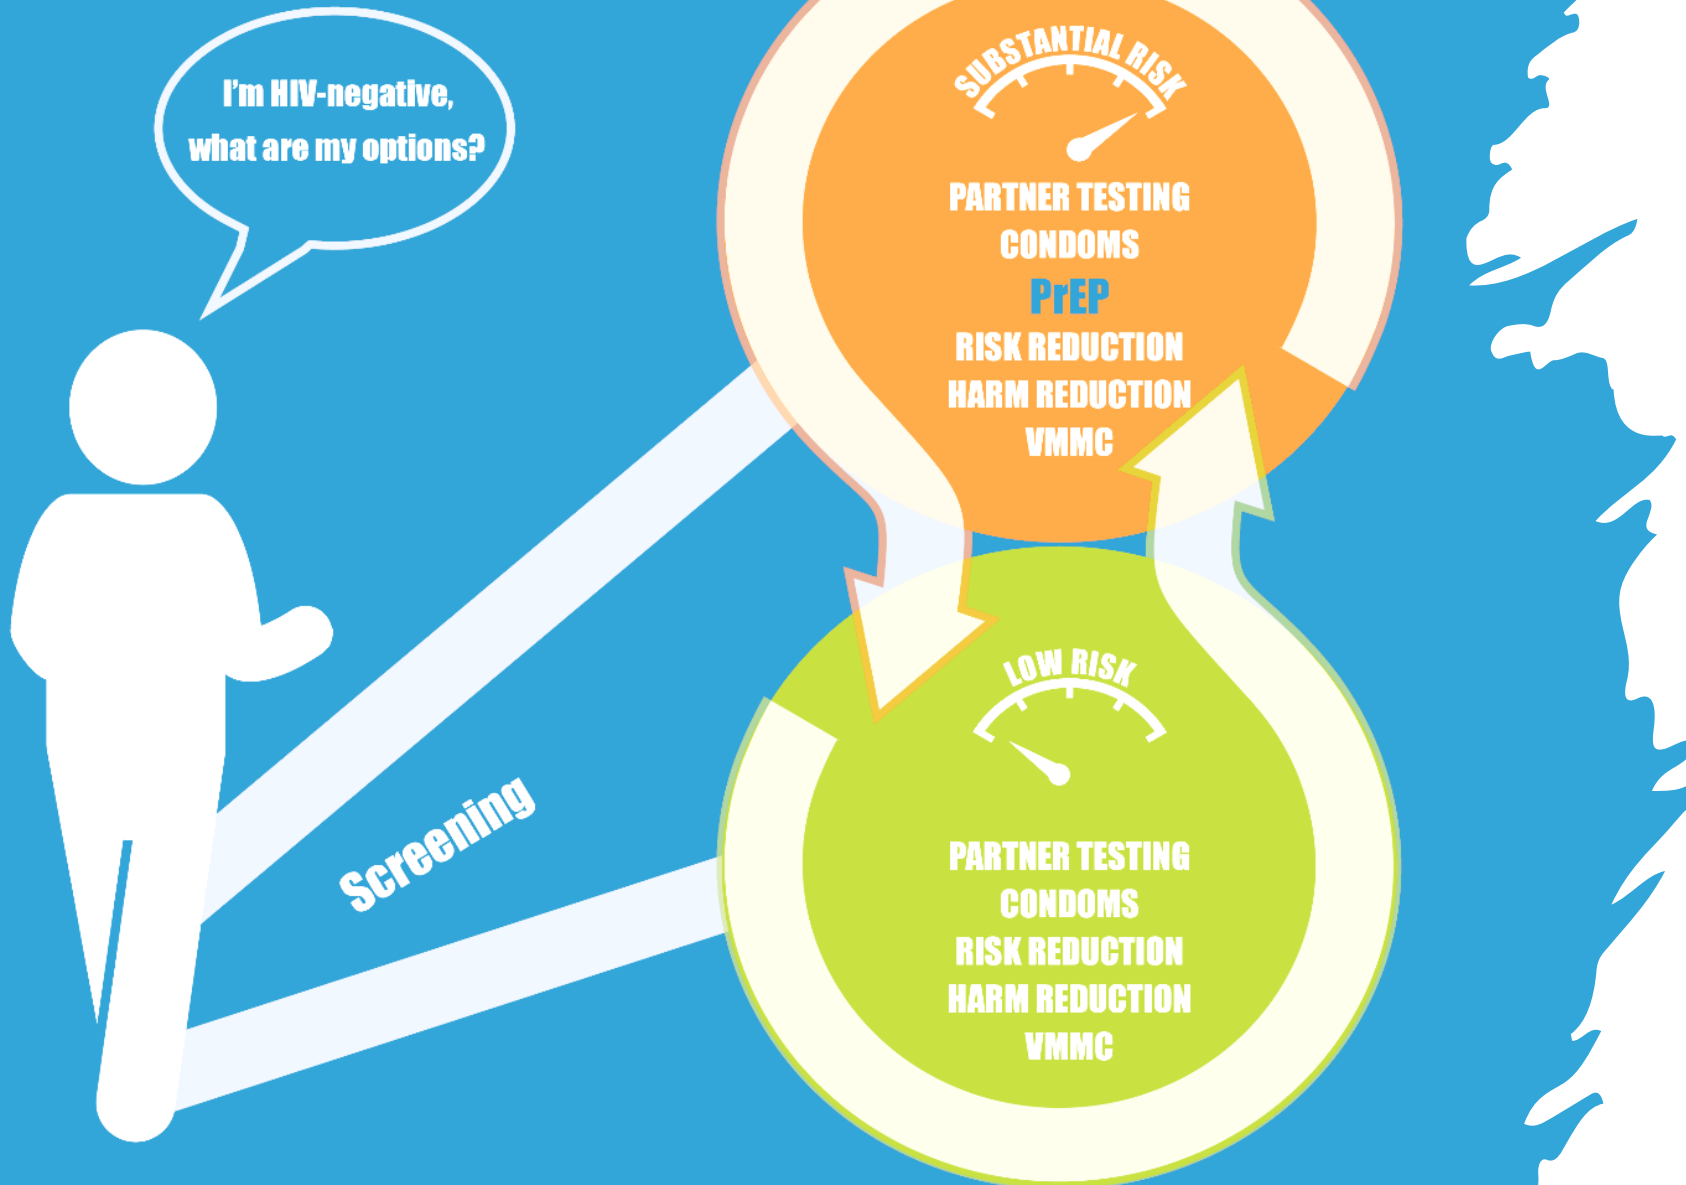 I'm HIV-negative,
what are my options?
SUBSTANTIAL RISK
PARTNER TESTING
CONDOMS
PrEP
RISK REDUCTION
HARM REDUCTION
VMMC
Screening
LOW RISK
PARTNER TESTING
CONDOMS
RISK REDUCTION
HARM REDUCTION
VMMC